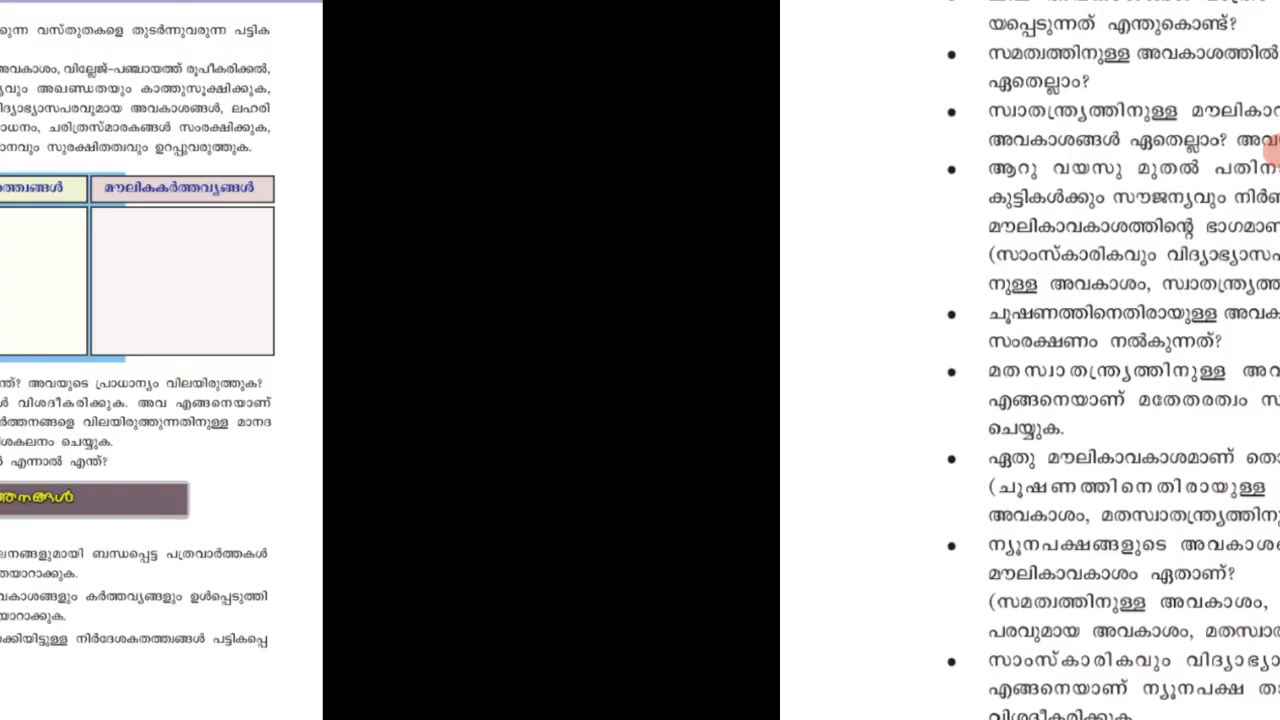 ക്കുന്ന വസ്തുതകളെ തുടർന്നുവരുന്ന പട്ടിക
അവകാശം, വില്ലേജ്-പഞ്ചായത്ത് രൂപീകരിക്കൽ,
വും അഖണ്ഡതയും കാത്തുസൂക്ഷിക്കുക,
ദ്യാഭ്യാസപരവുമായ അവകാശങ്ങൾ, ലഹരി
ധനം, ചരിത്രസ്മാരകങ്ങൾ സംരക്ഷിക്കുക,
നവും സുരക്ഷിതത്വവും ഉറപ്പുവരുത്തുക.
തത്ത്വങ്ങൾ
മൗലികകർത്തവ്യങ്ങൾ
ന്ത്? അവയുടെ പ്രാധാന്യം വിലയിരുത്തുക?
ൾ വിശദീകരിക്കുക. അവ എങ്ങനെയാണ്
ർത്തനങ്ങളെ വിലയിരുത്തുന്നതിനുള്ള മാനദ
ശകലനം ചെയ്യുക.
എന്നാൽ എന്ത്?
ത്തനങ്ങൾ
നങ്ങളുമായി ബന്ധപ്പെട്ട പത്രവാർത്തകൾ
തയാറാക്കുക.
വകാശങ്ങളും കർത്തവ്യങ്ങളും ഉൾപ്പെടുത്തി
യാറാക്കുക.
ക്കിയിട്ടുള്ള നിർദേശകതത്ത്വങ്ങൾ പട്ടികപ്പെ
യപ്പെടുന്നത് എന്തുകൊണ്ട്?
• സമത്വത്തിനുള്ള അവകാശത്തിൽ
ഏതെല്ലാം?
• സ്വാതന്ത്ര്യത്തിനുള്ള മൗലികാവ
അവകാശങ്ങൾ ഏതെല്ലാം? അവ
• ആറു വയസു മുതൽ പതിനാ
കുട്ടികൾക്കും സൗജന്യവും നിർബ
മൗലികാവകാശത്തിന്റെ ഭാഗമാണ
(സാംസ്കാരികവും വിദ്യാഭ്യാസപ
നുള്ള അവകാശം, സ്വാതന്ത്ര്യത്ത
• ചൂഷണത്തിനെതിരായുള്ള അവകാ
സംരക്ഷണം നൽകുന്നത്?
• മതസ്വാതന്ത്ര്യത്തിനുള്ള അവ
എങ്ങനെയാണ് മതേതരത്വം സ
ചെയ്യുക.
• ഏതു മൗലികാവകാശമാണ് തൊ
(ചൂഷണത്തിനെതിരായുള്ള
അവകാശം, മതസ്വാതന്ത്ര്യത്തിനു
• ന്യൂനപക്ഷങ്ങളുടെ അവകാശ
മൗലികാവകാശം ഏതാണ്?
(സമത്വത്തിനുള്ള അവകാശം,
പരവുമായ അവകാശം, മതസ്വാത
• സാംസ്കാരികവും വിദ്യാഭ്യാ
എങ്ങനെയാണ് ന്യൂനപക്ഷ താ
വിശദീകരിക്കുക